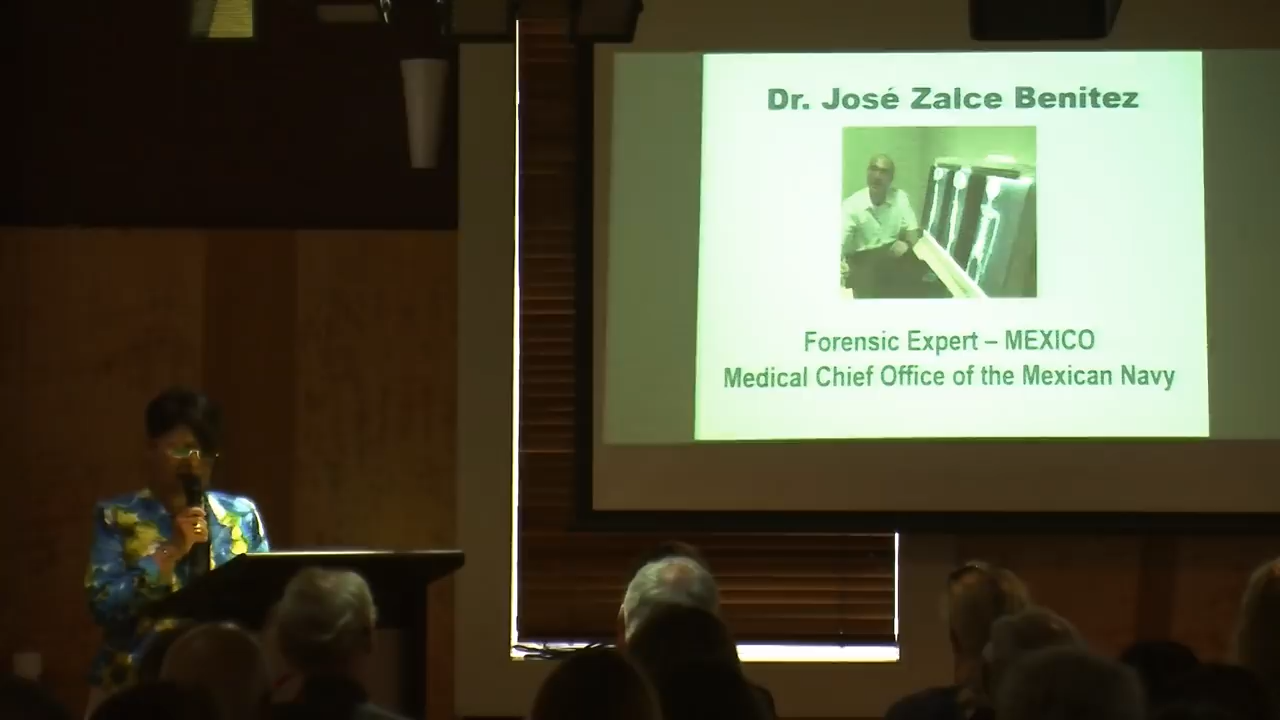 Dr. José Zalce Benitez
Forensic Expert – MEXICO
Medical Chief Office of the Mexican Navy